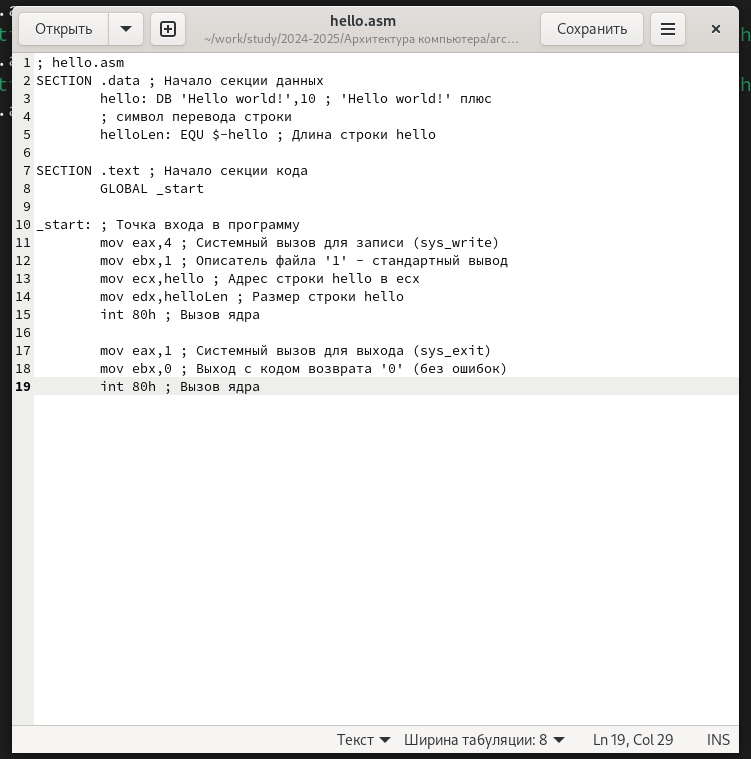 hello.asm
Открыть
~/work/study/2024-2025/Архитектура компьютера/arc...
Сохранить
1 ; hello.asm
2 SECTION .data ; Начало секции данных
3         hello: DB 'Hello world!',10 ; 'Hello world!' плюс
4         ; символ перевода строки
5         helloLen: EQU $-hello ; Длина строки hello
6
7 SECTION .text ; Начало секции кода
8         GLOBAL _start
9
10 _start: ; Точка входа в программу
11         mov eax,4 ; Системный вызов для записи (sys_write)
12         mov ebx,1 ; Описатель файла '1' - стандартный вывод
13         mov ecx,hello ; Адрес строки hello в ecx
14         mov edx,helloLen ; Размер строки hello
15         int 80h ; Вызов ядра
16
17         mov eax,1 ; Системный вызов для выхода (sys_exit)
18         mov ebx,0 ; Выход с кодом возврата '0' (без ошибок)
19         int 80h ; Вызов ядра
Текст Ширина табуляции: 8 Ln 19, Col 29 INS